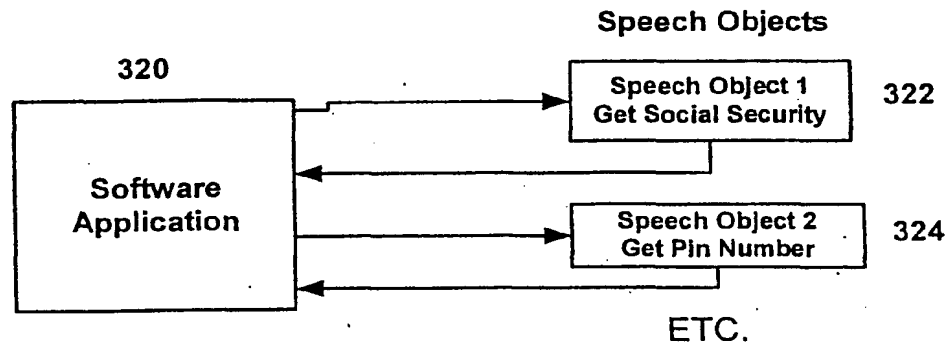 Speech Objects
320
Speech Object 1
Get Social Security
322
Software
Application
Speech Object 2
Get Pin Number
324
ETC.